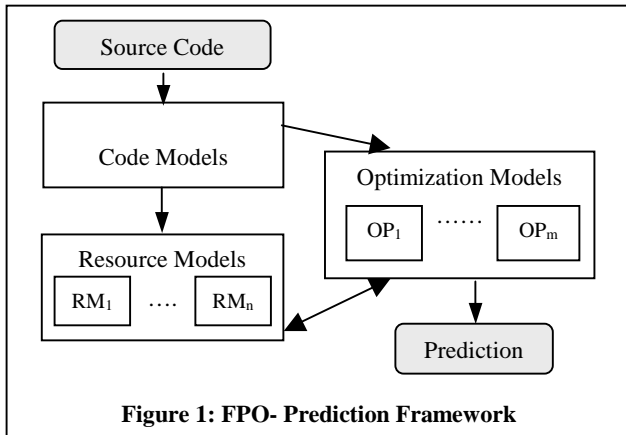 Source Code
Code Models
Optimization Models
OP₁ ...... OPₘ
Resource Models
RM₁ .... RMₙ
Prediction
Figure 1: FPO- Prediction Framework